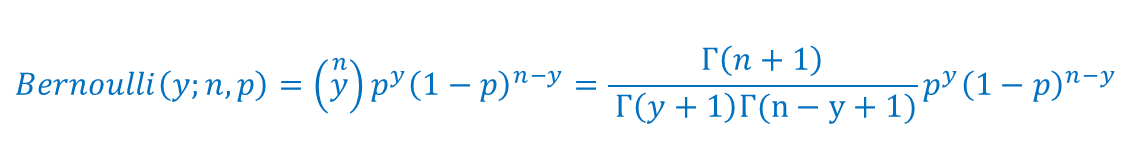 Bernoulli(y; n, p) = (n y) p^y (1 − p)^{n−y} = Γ(n + 1) / Γ(y + 1)Γ(n − y + 1) p^y (1 − p)^{n−y}